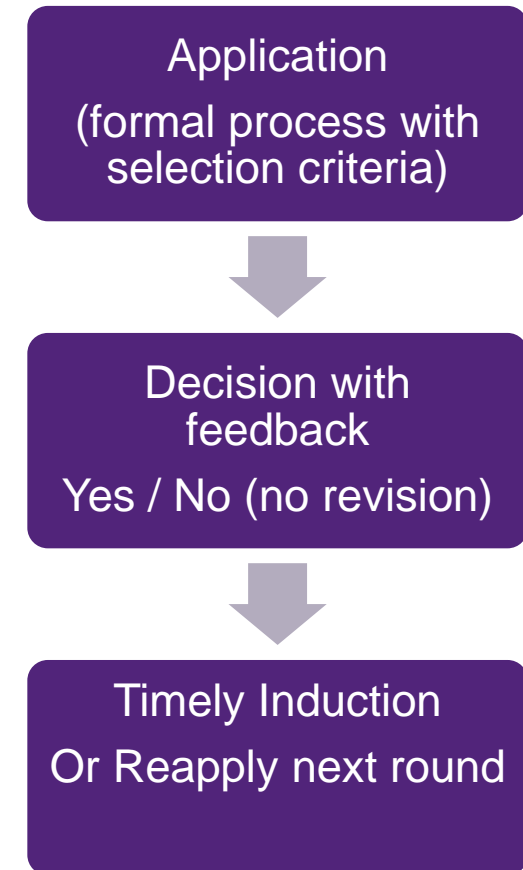 Application
(formal process with
selection criteria)
Decision with
feedback
Yes / No (no revision)
Timely Induction
Or Reapply next round